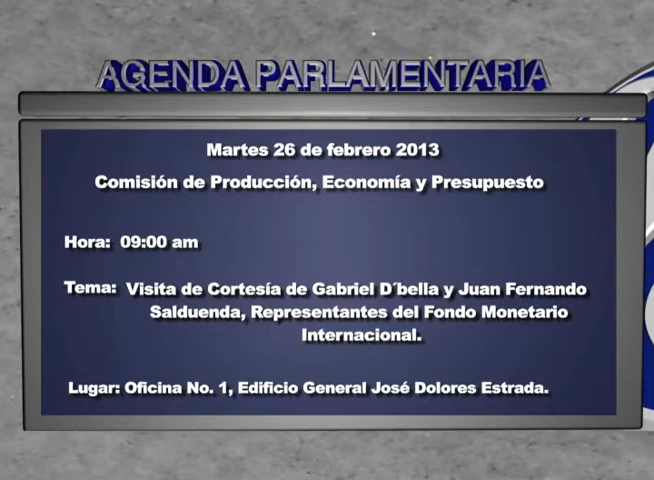 AGENDA PARLAMENTARIA
Martes 26 de febrero 2013
Comisión de Producción, Economía y Presupuesto
Hora: 09:00 am
Tema: Visita de Cortesía de Gabriel D´bella y Juan Fernando
Salduenda, Representantes del Fondo Monetario
Internacional.
Lugar: Oficina No. 1, Edificio General José Dolores Estrada.